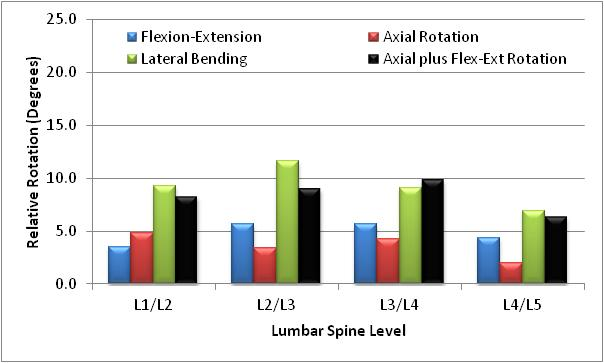 25.0
Flexion-Extension
Axial Rotation
Lateral Bending
Axial plus Flex-Ext Rotation
20.0
15.0
10.0
5.0
0.0
Relative Rotation (Degrees)
L1/L2
L2/L3
L3/L4
L4/L5
Lumbar Spine Level